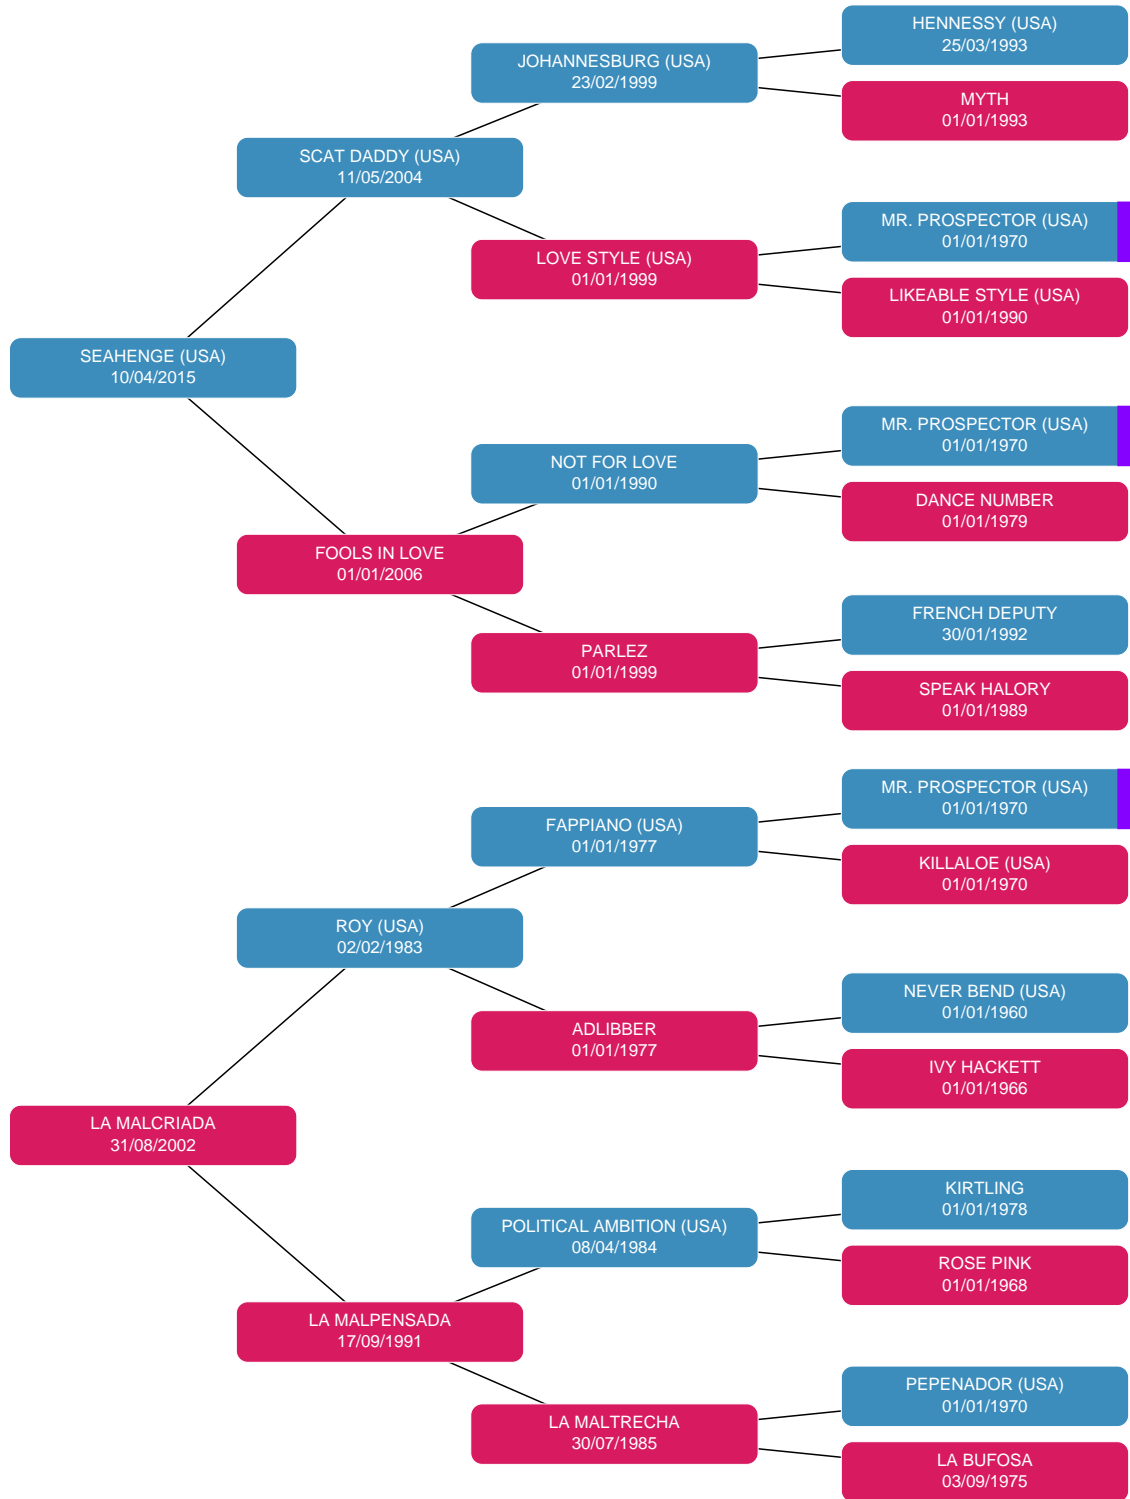 HENNESSY (USA)
25/03/1993
JOHANNESBURG (USA)
23/02/1999
MYTH
01/01/1993
SCAT DADDY (USA)
11/05/2004
MR. PROSPECTOR (USA)
01/01/1970
LOVE STYLE (USA)
01/01/1999
LIKEABLE STYLE (USA)
01/01/1990
SEAHENGE (USA)
10/04/2015
MR. PROSPECTOR (USA)
01/01/1970
NOT FOR LOVE
01/01/1990
DANCE NUMBER
01/01/1979
FOOLS IN LOVE
01/01/2006
FRENCH DEPUTY
30/01/1992
PARLEZ
01/01/1999
SPEAK HALORY
01/01/1989
MR. PROSPECTOR (USA)
01/01/1970
FAPPIANO (USA)
01/01/1977
KILLALOE (USA)
01/01/1970
ROY (USA)
02/02/1983
NEVER BEND (USA)
01/01/1960
ADLIBBER
01/01/1977
IVY HACKETT
01/01/1966
LA MALCRIADA
31/08/2002
KIRTLING
01/01/1978
POLITICAL AMBITION (USA)
08/04/1984
ROSE PINK
01/01/1968
LA MALPENSADA
17/09/1991
PEPENADOR (USA)
01/01/1970
LA MALTRECHA
30/07/1985
LA BUFOSA
03/09/1975